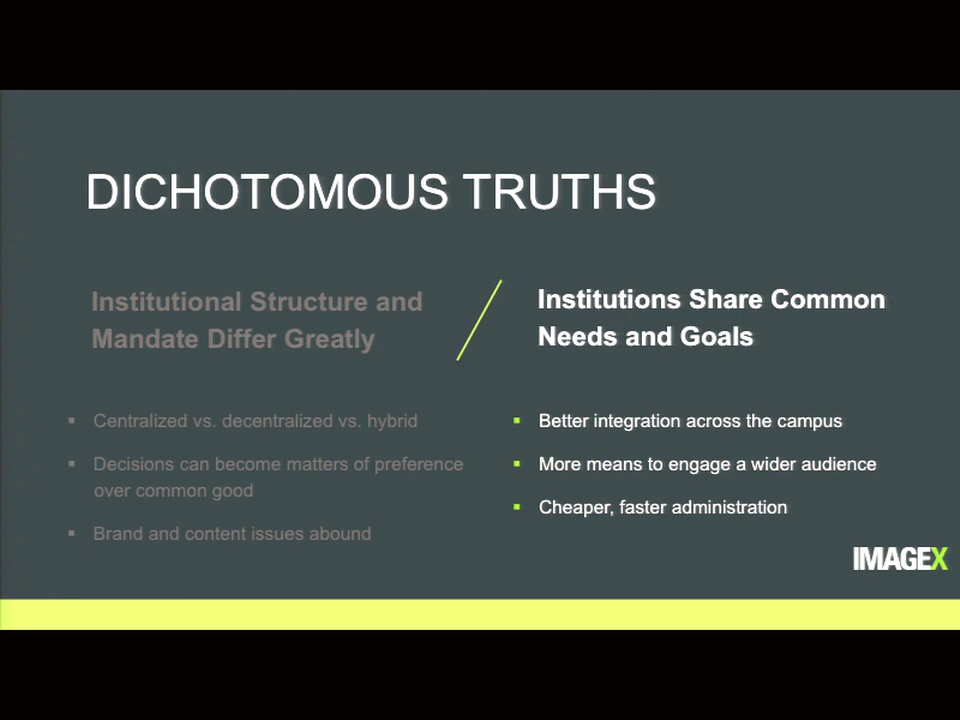 DICHOTOMOUS TRUTHS
Institutional Structure and
Mandate Differ Greatly
Centralized vs. decentralized vs. hybrid
Decisions can become matters of preference
over common good
Brand and content issues abound
Institutions Share Common
Needs and Goals
Better integration across the campus
More means to engage a wider audience
Cheaper, faster administration
IMAGEX